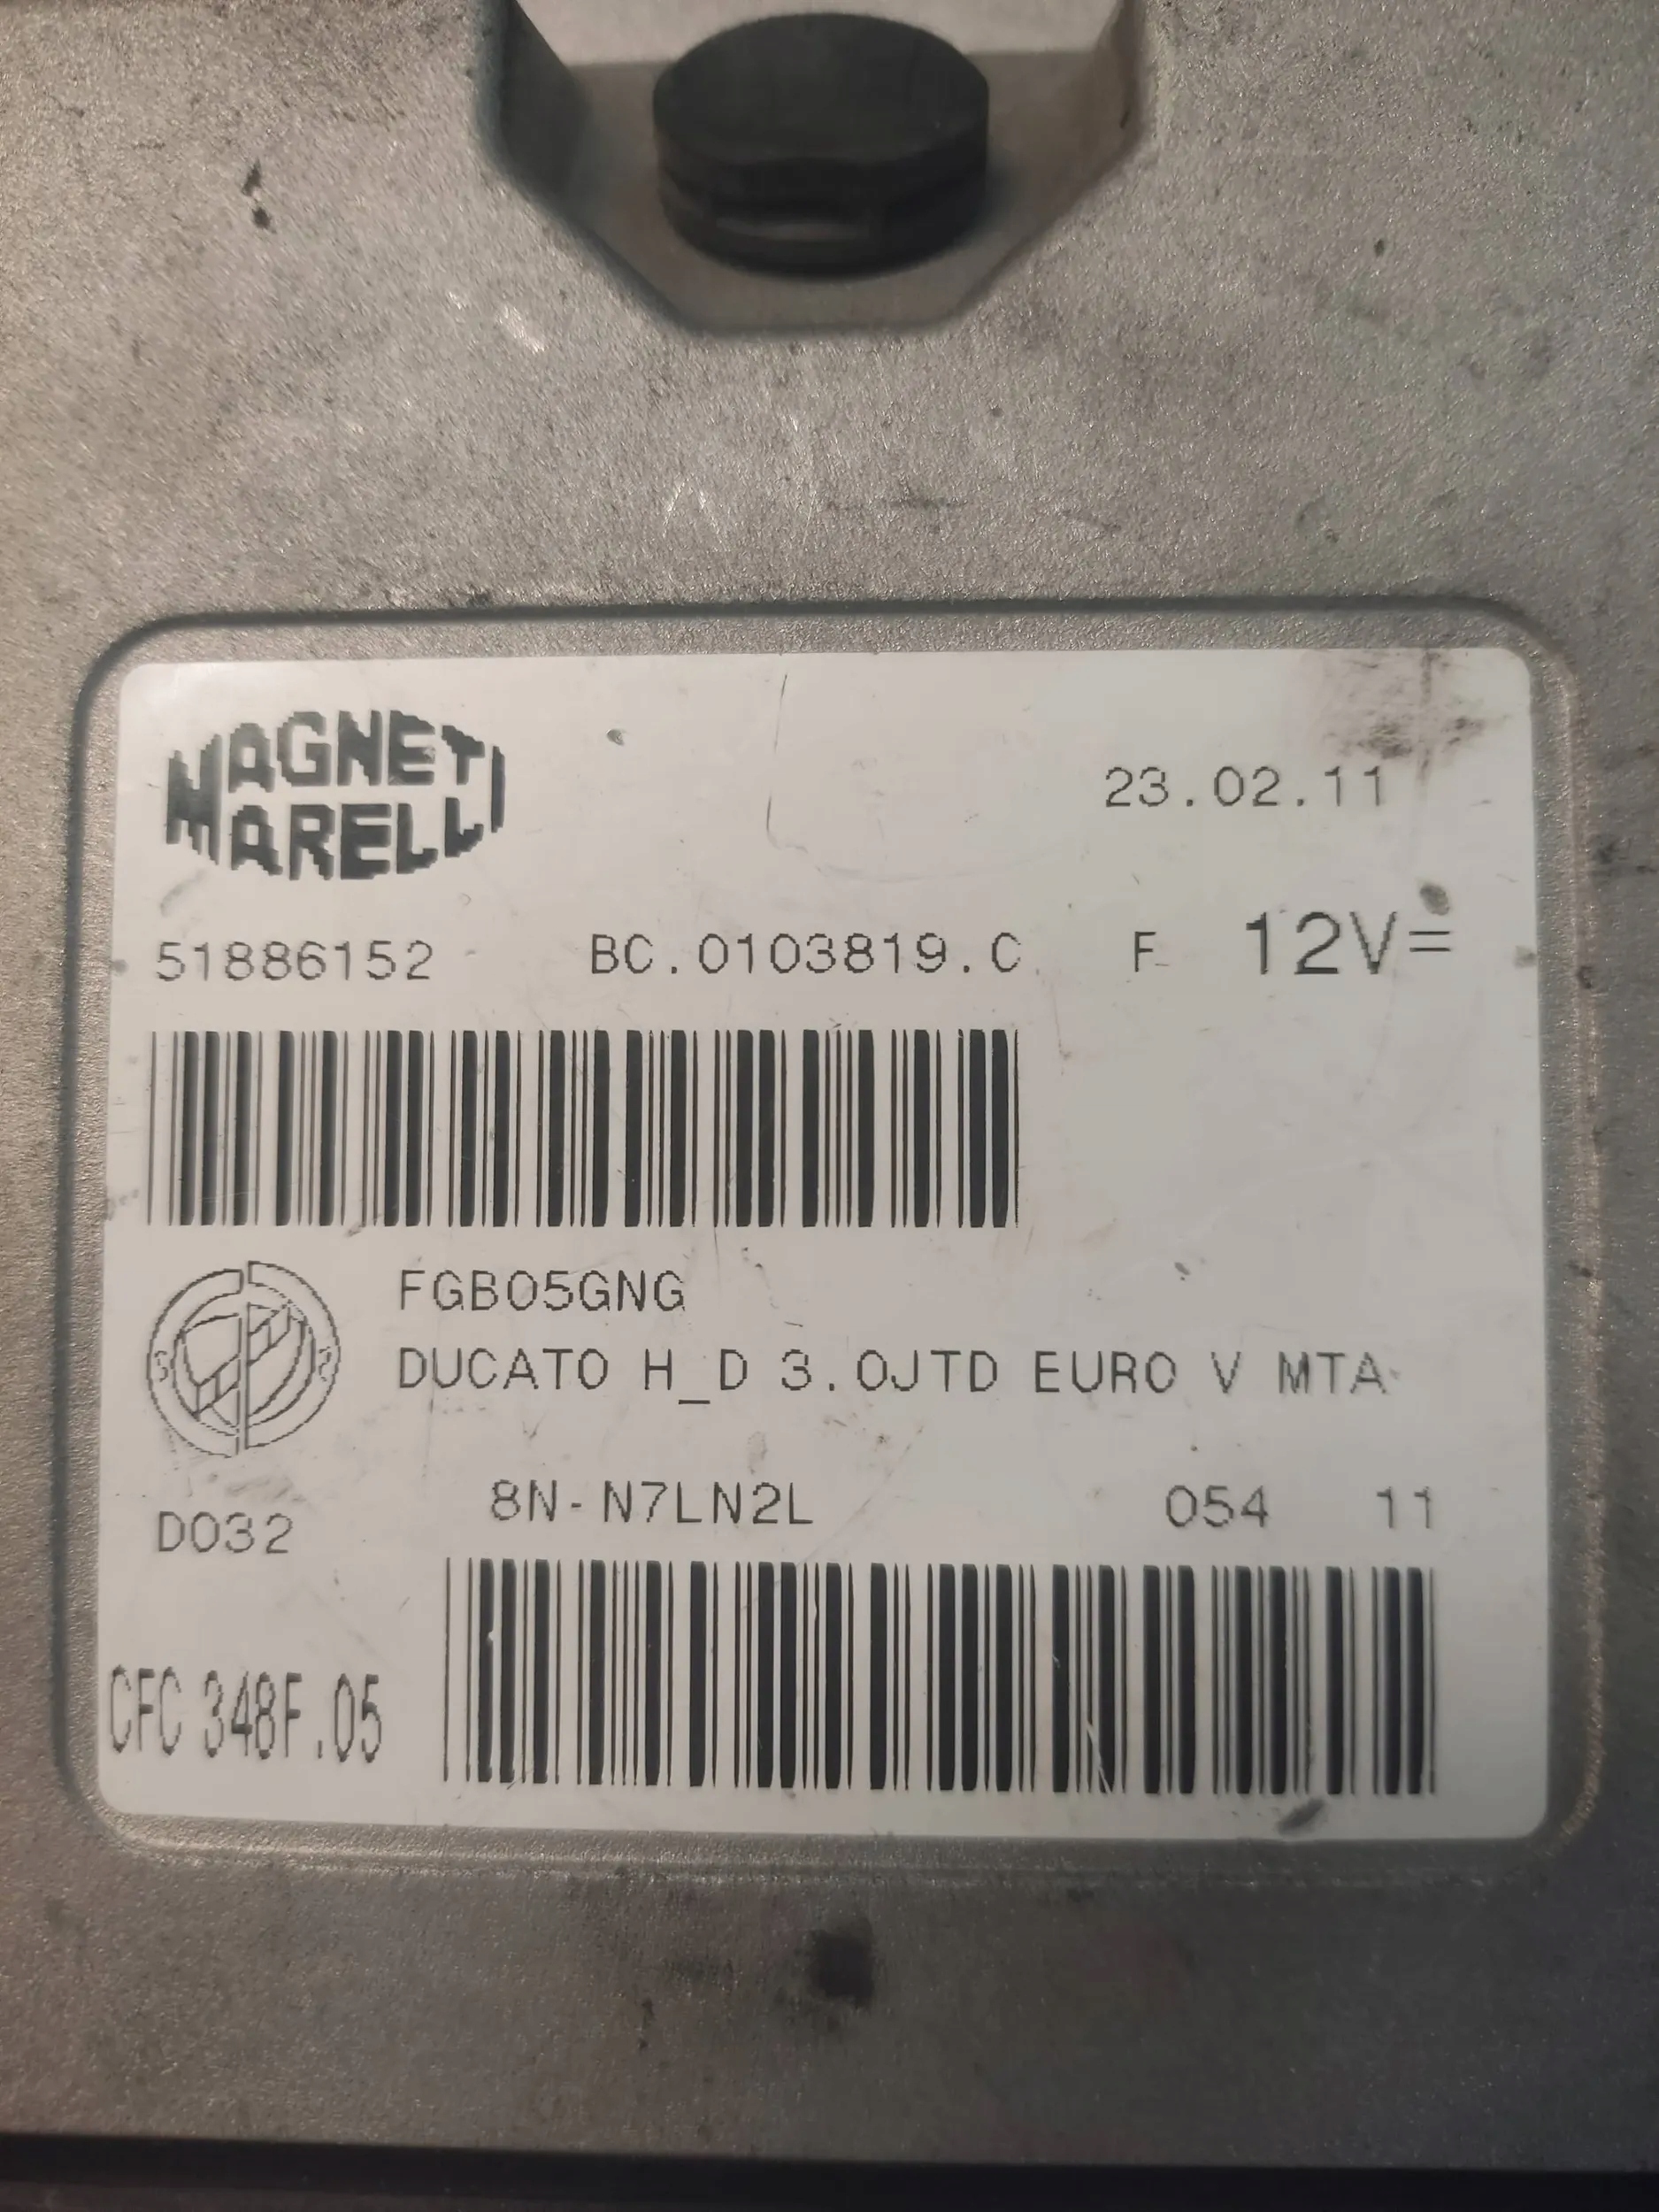 MAGNETI
MARELLI
23.02.11
51886152 BC.0103819.C F 12V=
FGB05GNG
DUCATO H_D 3.0JTD EURO V MTA
8N-N7LN2L 054 11
D032
CFC 348F.05